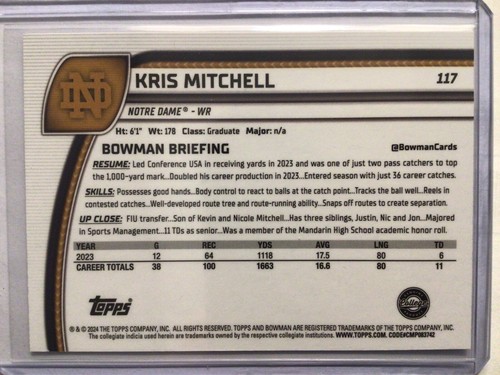 ND
KRIS MITCHELL
117
NOTRE DAME® - WR
Ht: 6'1" Wt: 178 Class: Graduate Major: n/a
BOWMAN BRIEFING
@BowmanCards
RESUME: Led Conference USA in receiving yards in 2023 and was one of just two pass catchers to top
the 1,000-yard mark...Doubled his career production in 2023...Entered season with just 36 career catches.
SKILLS: Possesses good hands...Body control to react to balls at the catch point...Tracks the ball well...Reels in
contested catches...Well-developed route tree and route-running ability...Snaps off routes to create separation.
UP CLOSE: FIU transfer...Son of Kevin and Nicole Mitchell...Has three siblings, Justin, Nic and Jon...Majored
in Sports Management...11 TDs as senior...Was a member of the Mandarin High School academic honor roll.
YEAR G REC YDS AVG LNG TD
2023 12 64 1118 17.5 80 6
CAREER TOTALS 38 100 1663 16.6 80 11
Topps
College
® & © 2024 THE TOPPS COMPANY, INC. ALL RIGHTS RESERVED. TOPPS AND BOWMAN ARE REGISTERED TRADEMARKS OF THE TOPPS COMPANY, INC.
The collegiate indicia used herein are trademarks owned by the respective collegiate institutions. WWW.TOPPS.COM. CODE#CMP083742